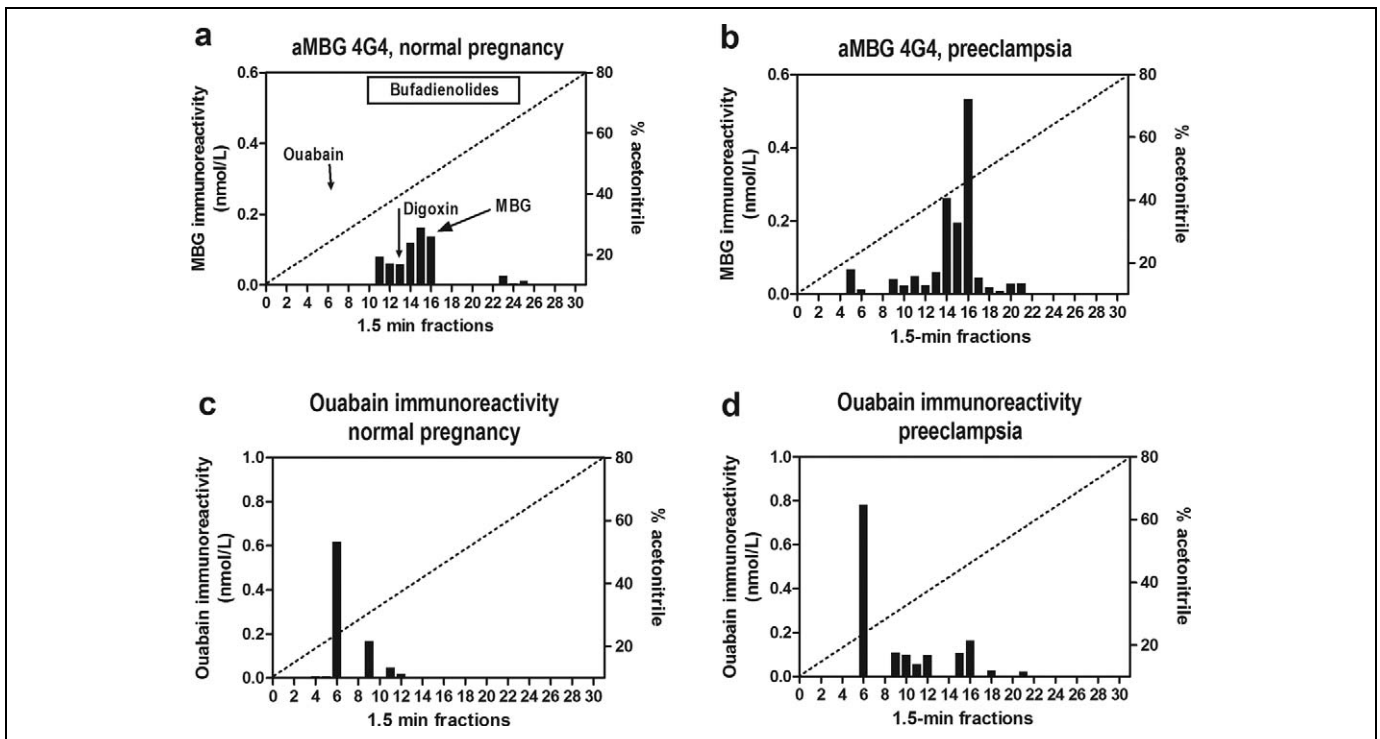 a
aMBG 4G4, normal pregnancy
MBG immunoreactivity
(nmol/L)
0.6
0.4
0.2
0.0
Bufadienolides
Ouabain
Digoxin
MBG
80
60
40
20
% acetonitrile
0 2 4 6 8 10 12 14 16 18 20 22 24 26 28 30
1.5 min fractions
b
aMBG 4G4, preeclampsia
MBG immunoreactivity
(nmol/L)
0.6
0.4
0.2
0.0
80
60
40
20
% acetonitrile
0 2 4 6 8 10 12 14 16 18 20 22 24 26 28 30
1.5-min fractions
c
Ouabain immunoreactivity
normal pregnancy
Ouabain immunoreactivity
(nmol/L)
1.0
0.8
0.6
0.4
0.2
0.0
80
60
40
20
% acetonitrile
0 2 4 6 8 10 12 14 16 18 20 22 24 26 28 30
1.5 min fractions
d
Ouabain immunoreactivity
preeclampsia
Ouabain immunoreactivity
(nmol/L)
1.0
0.8
0.6
0.4
0.2
0.0
80
60
40
20
% acetonitrile
0 2 4 6 8 10 12 14 16 18 20 22 24 26 28 30
1.5-min fractions